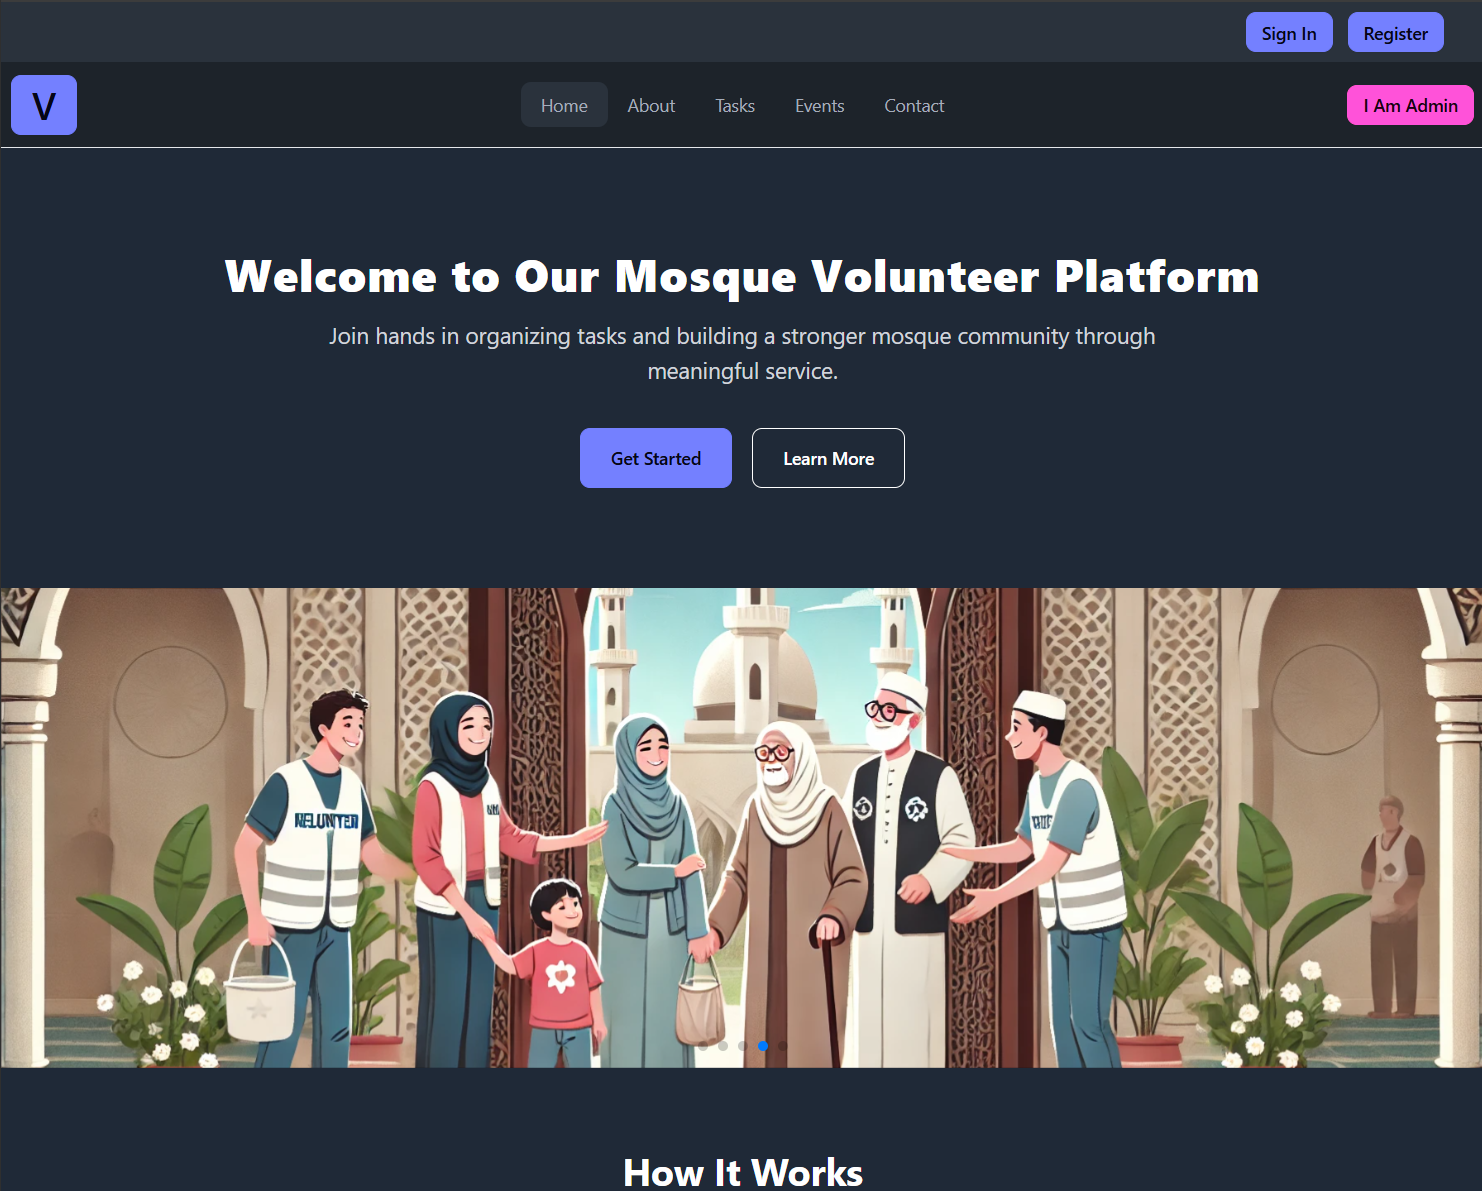 Sign In Register
V
Home About Tasks Events Contact
I Am Admin
Welcome to Our Mosque Volunteer Platform
Join hands in organizing tasks and building a stronger mosque community through
meaningful service.
Get Started Learn More
How It Works